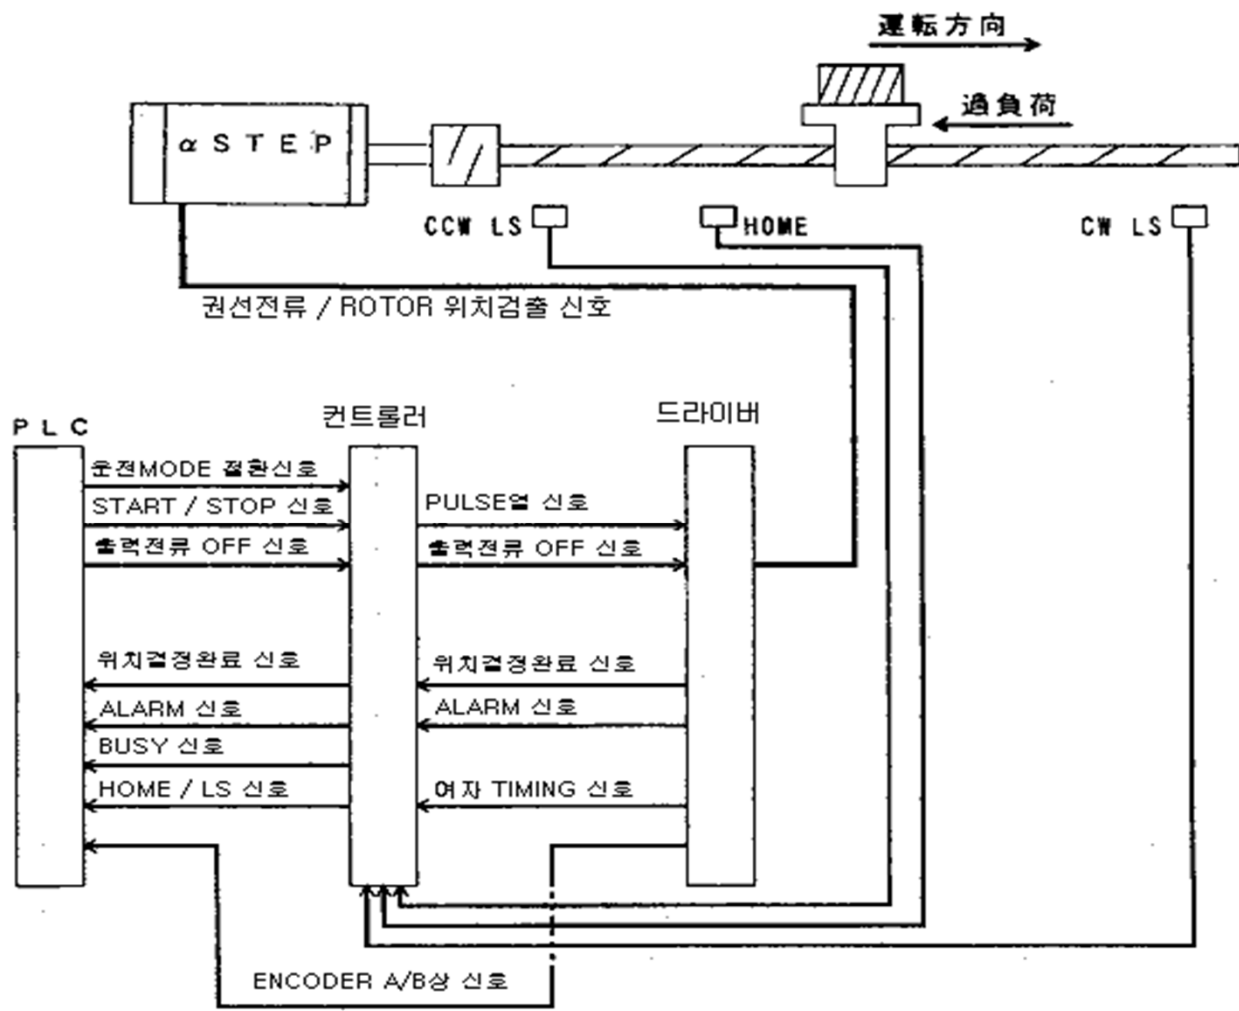 運転方向
過負荷
α STEP
CCW LS
HOME
CW LS
권선전류 / ROTOR 위치검출 신호
PLC
컨트롤러
드라이버
운전MODE 절환신호
START / STOP 신호
PULSE열 신호
출력전류 OFF 신호
출력전류 OFF 신호
위치결정완료 신호
위치결정완료 신호
ALARM 신호
ALARM 신호
BUSY 신호
HOME / LS 신호
여자 TIMING 신호
ENCODER A/B상 신호